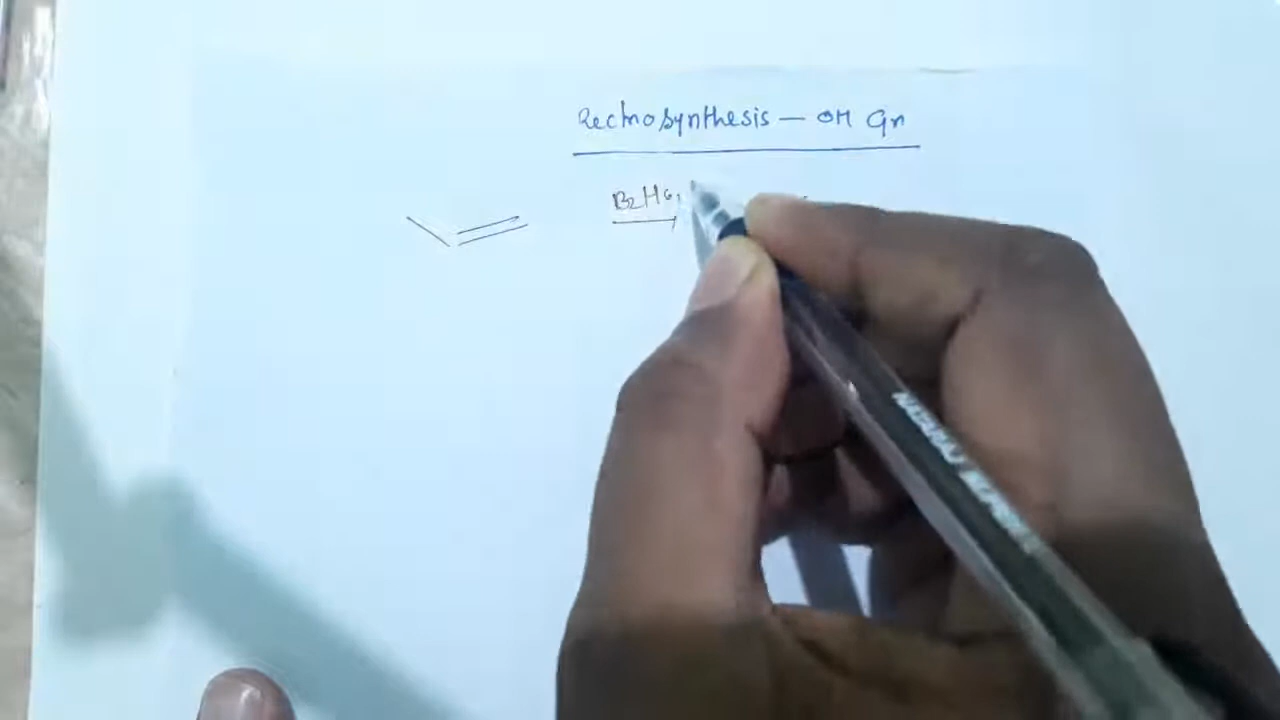 Rectrosynthesis — OH Gn
B2H6,